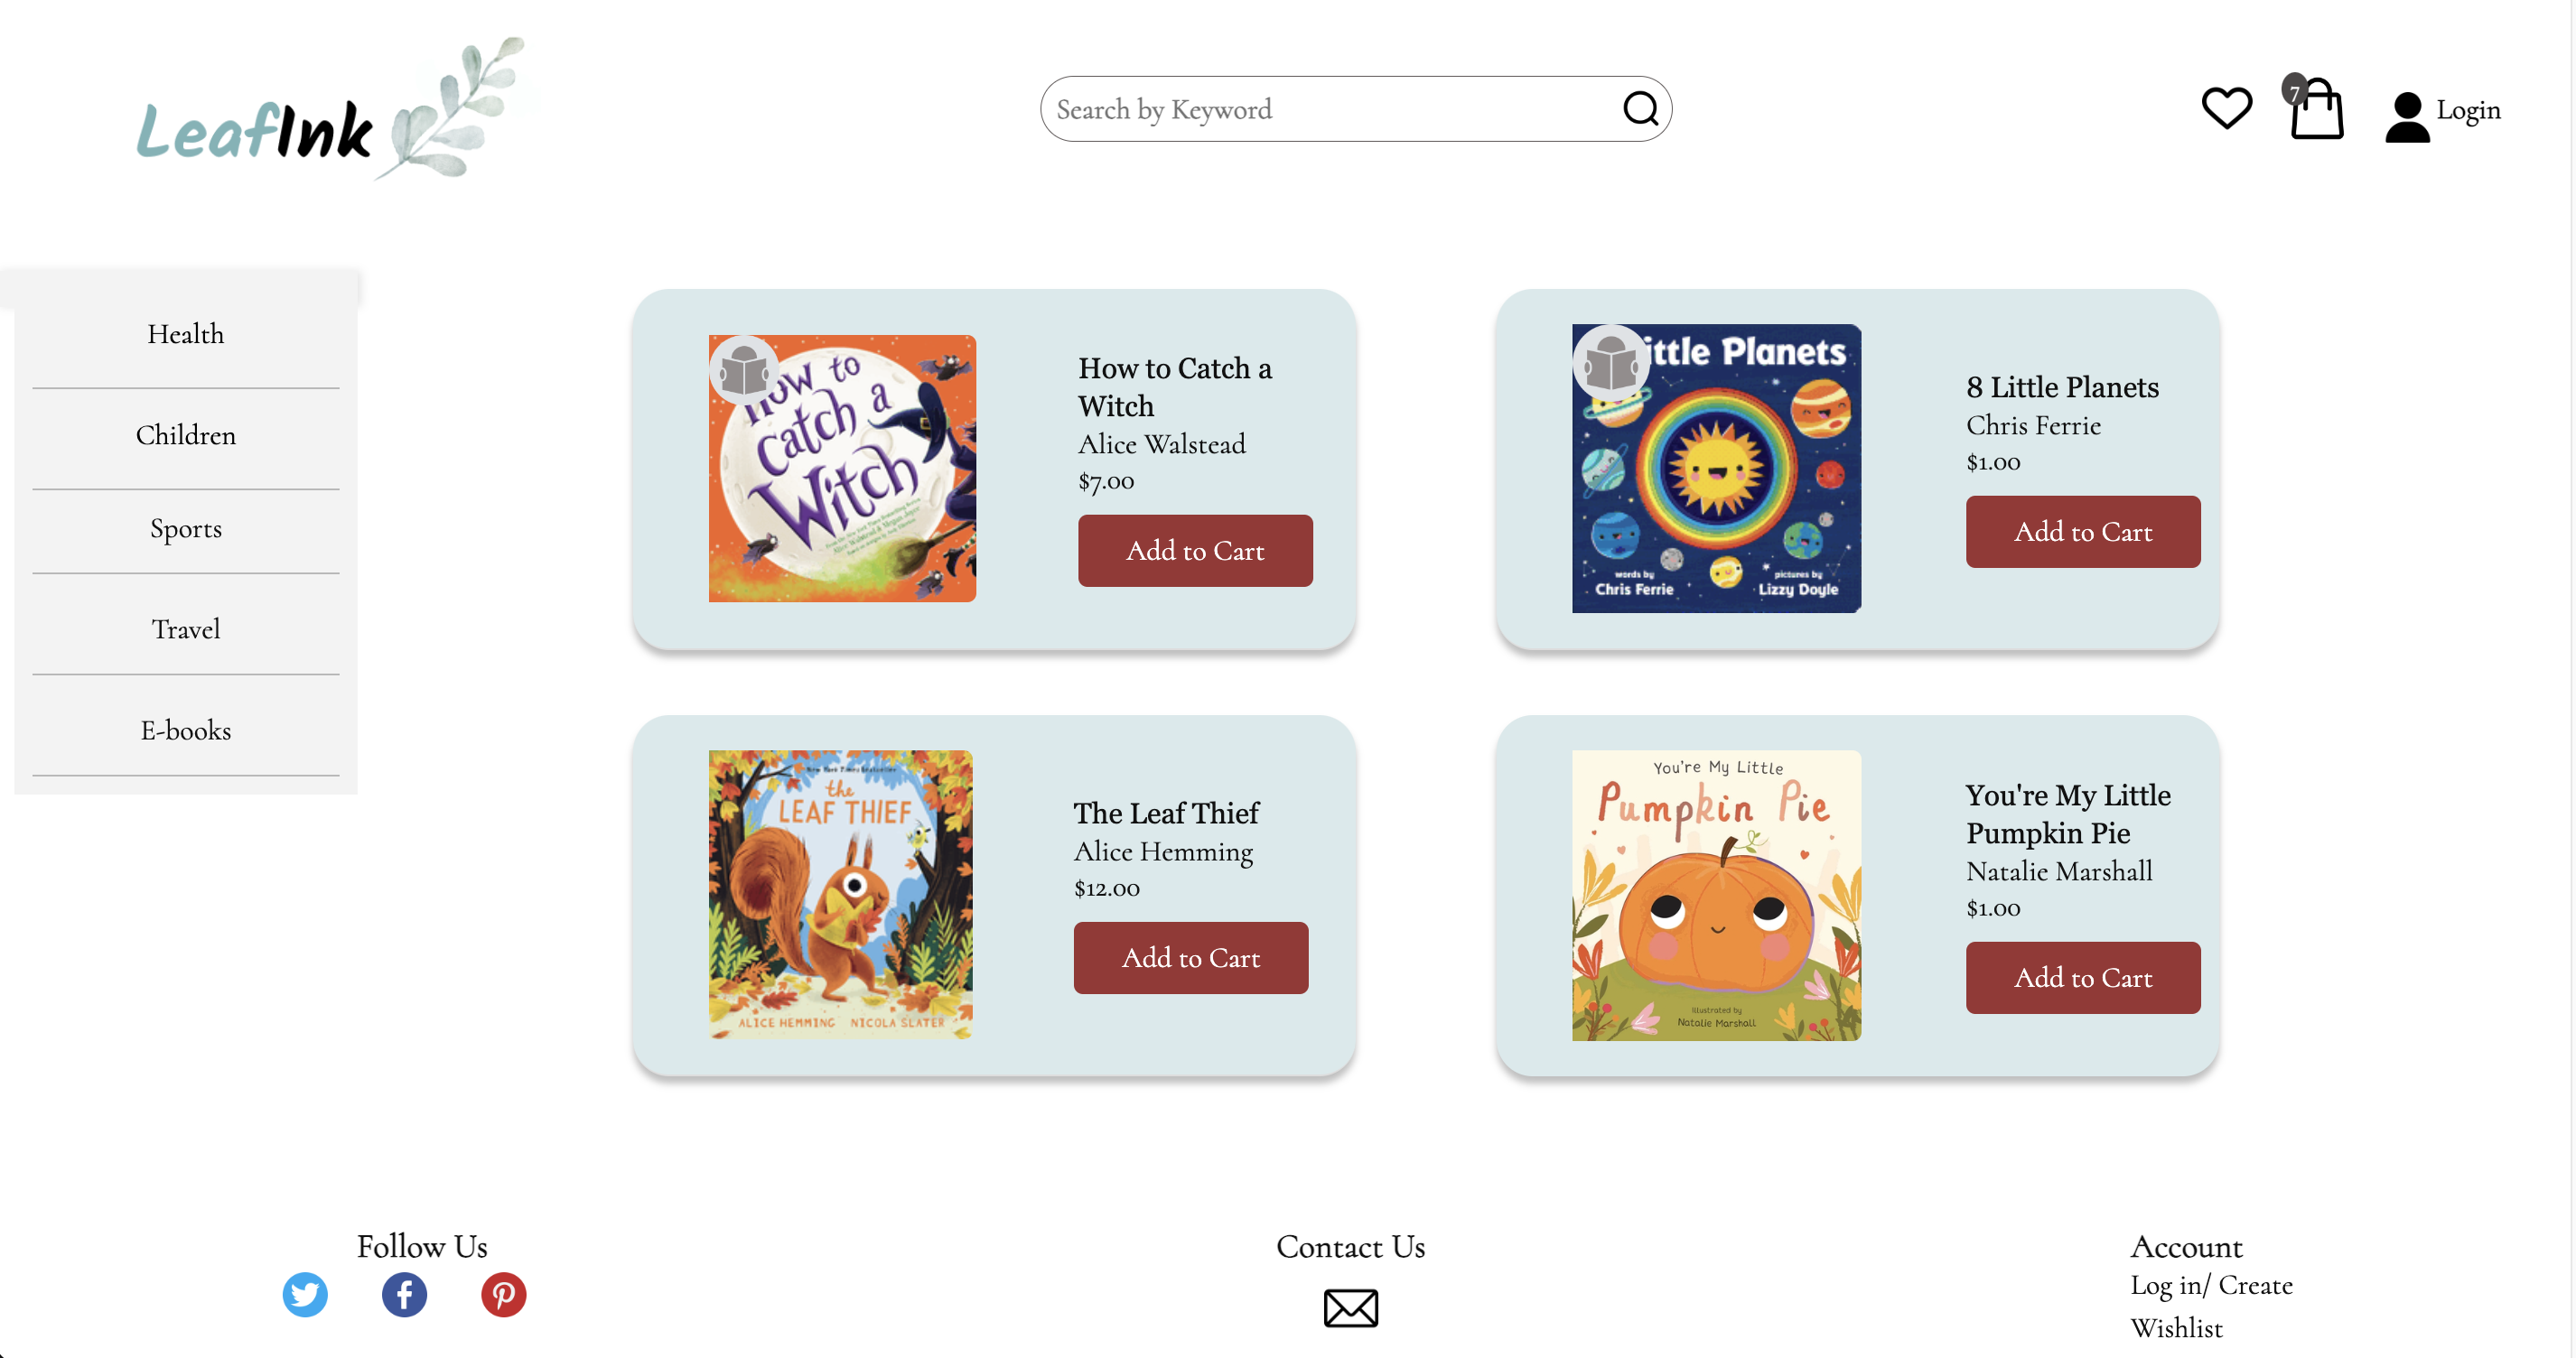 LeafInk
Search by Keyword
7
Login
Health
Children
Sports
Travel
E-books
How to
Catch a
Witch
How to Catch a
Witch
Alice Walstead
$7.00
Add to Cart
ittle Planets
words by
Chris Ferrie
pictures by
Lizzy Doyle
8 Little Planets
Chris Ferrie
$1.00
Add to Cart
New York Times Bestseller
the
LEAF THIEF
ALICE HEMMING NICOLA SLATER
The Leaf Thief
Alice Hemming
$12.00
Add to Cart
You're My Little
Pumpkin Pie
Illustrated by
Natalie Marshall
You're My Little
Pumpkin Pie
Natalie Marshall
$1.00
Add to Cart
Follow Us
Contact Us
Account
Log in/ Create
Wishlist